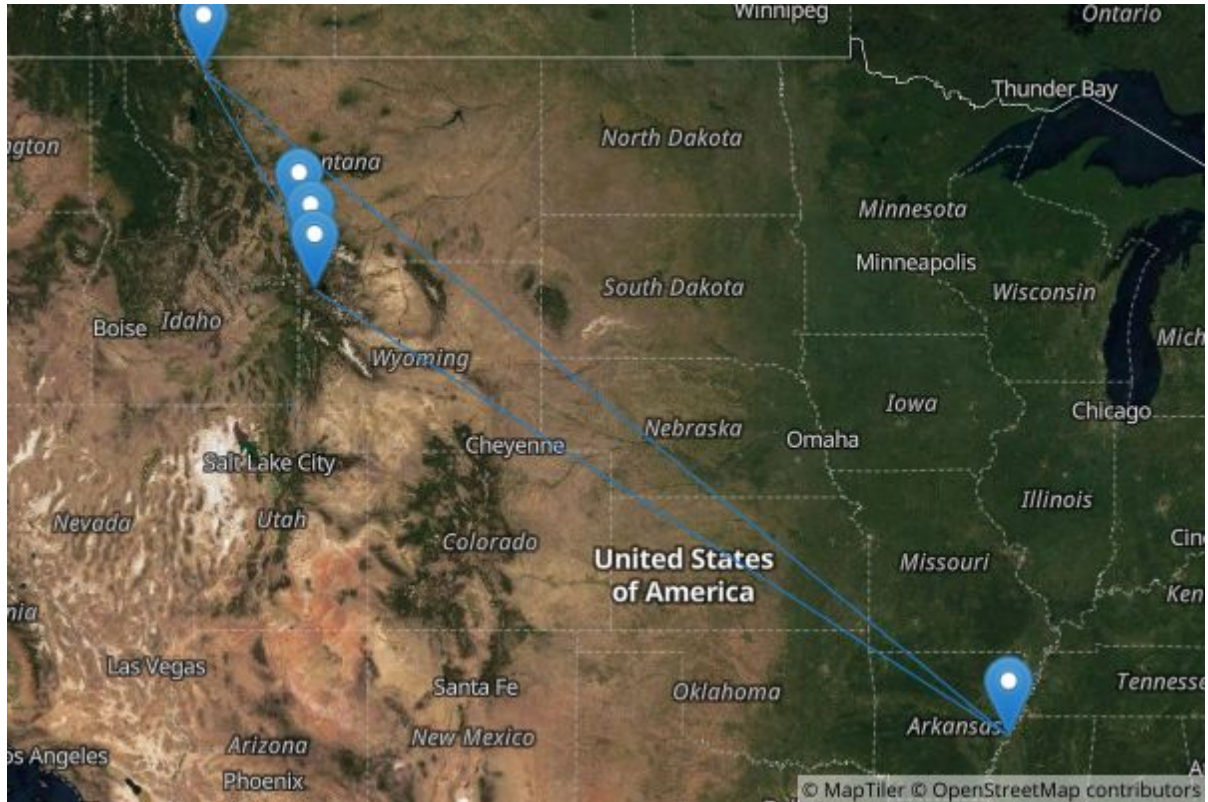 Winnipeg
Ontario
Thunder Bay
ngton
ntana
North Dakota
Minnesota
Minneapolis
South Dakota
Wisconsin
Boise
Idaho
Mich
Wyoming
Iowa
Chicago
Cheyenne
Nebraska
Omaha
Salt Lake City
Illinois
Nevada
Utah
Colorado
Cin
United States
of America
Missouri
Ken
nia
Las Vegas
Santa Fe
Oklahoma
Tennesse
Arkansas
New Mexico
Arizona
os Angeles
Phoenix
A
© MapTiler © OpenStreetMap contributors